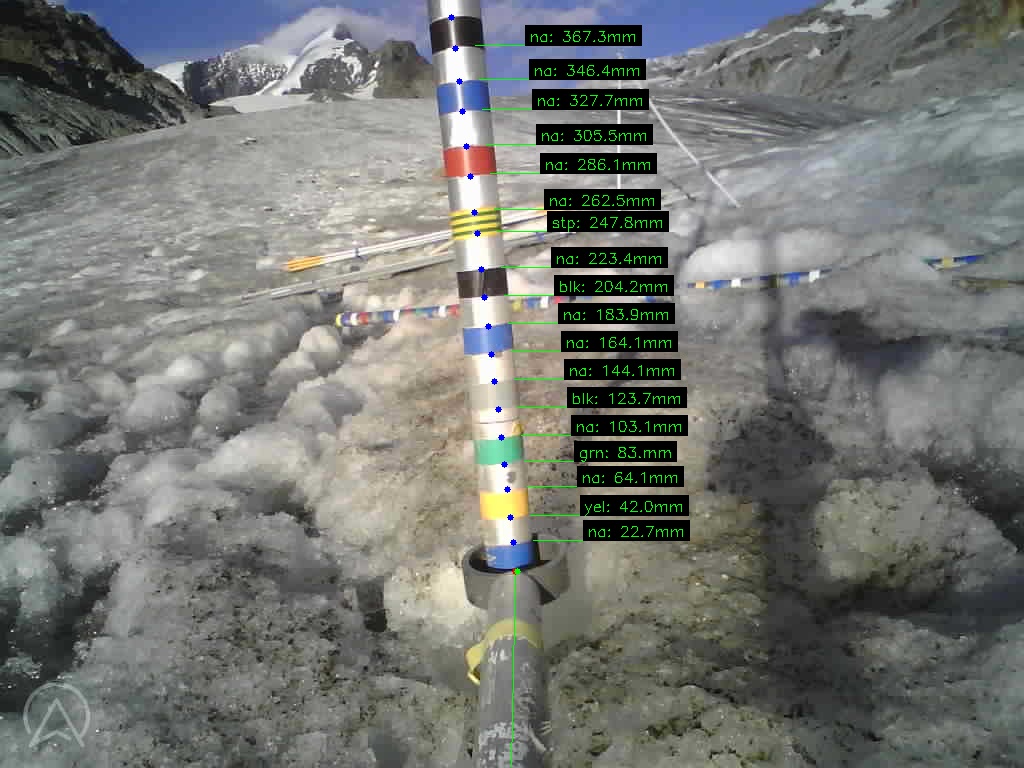 na: 367.3mm
na: 346.4mm
na: 327.7mm
na: 305.5mm
na: 286.1mm
na: 262.5mm
stp: 247.8mm
na: 223.4mm
blk: 204.2mm
na: 183.9mm
na: 164.1mm
na: 144.1mm
blk: 123.7mm
na: 103.1mm
grn: 83.mm
na: 64.1mm
yel: 42.0mm
na: 22.7mm